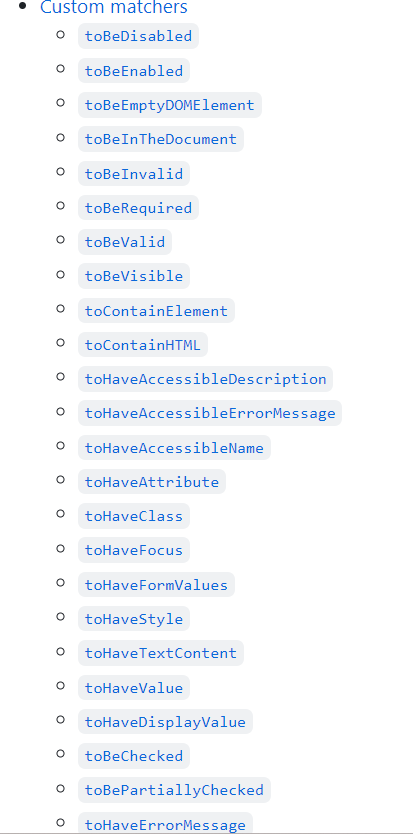 Custom matchers
toBeDisabled
toBeEnabled
toBeEmptyDOMElement
toBeInTheDocument
toBeInvalid
toBeRequired
toBeValid
toBeVisible
toContainElement
toContainHTML
toHaveAccessibleDescription
toHaveAccessibleErrorMessage
toHaveAccessibleName
toHaveAttribute
toHaveClass
toHaveFocus
toHaveFormValues
toHaveStyle
toHaveTextContent
toHaveValue
toHaveDisplayValue
toBeChecked
toBePartiallyChecked
toHaveErrorMessage